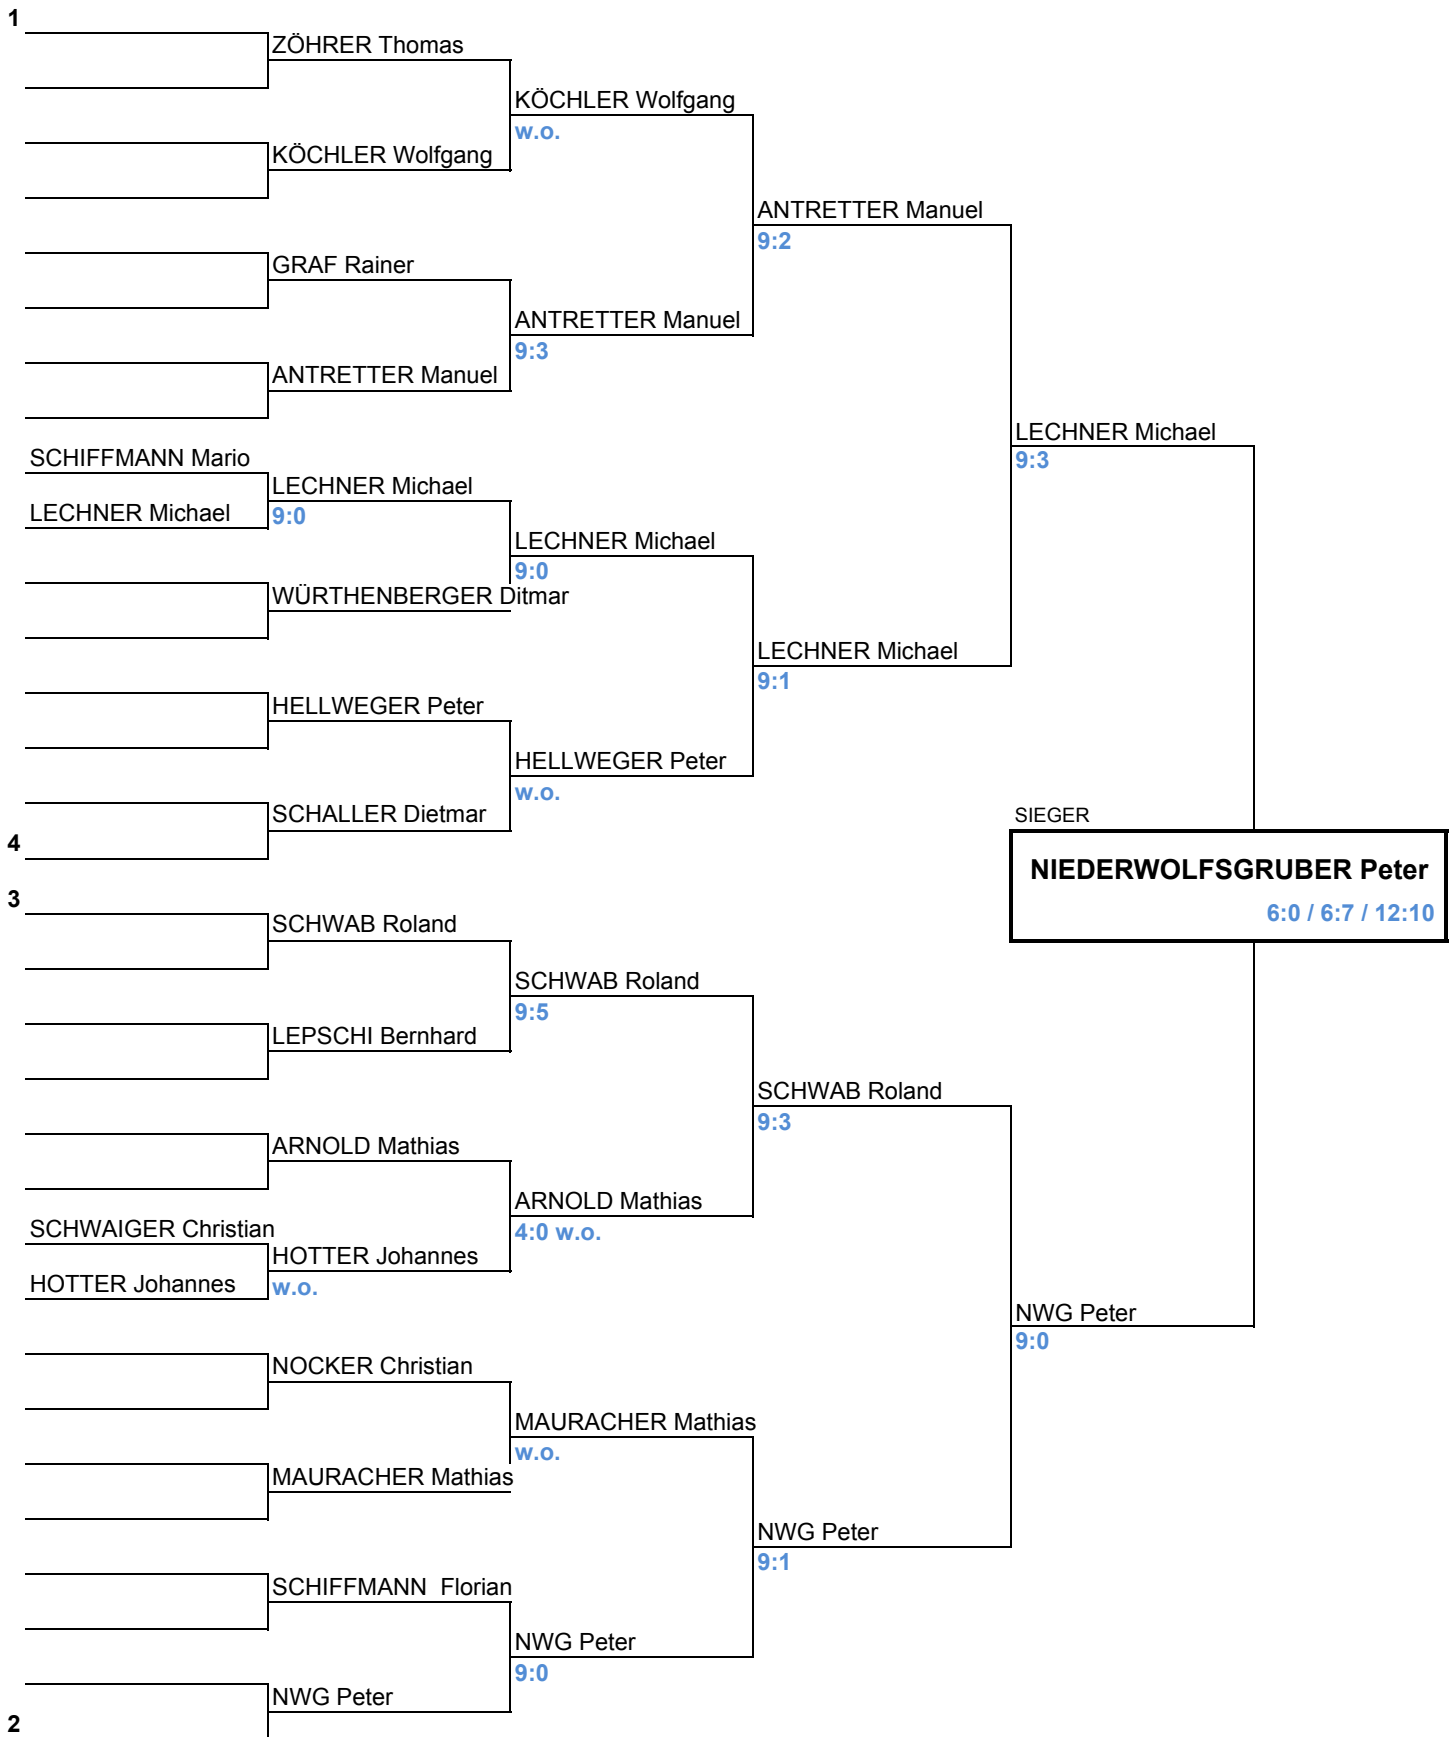 1
ZÖHRER Thomas
KÖCHLER Wolfgang
w.o.
KÖCHLER Wolfgang
ANTRETTER Manuel
9:2
GRAF Rainer
ANTRETTER Manuel
9:3
ANTRETTER Manuel
LECHNER Michael
9:3
SCHIFFMANN Mario
LECHNER Michael
LECHNER Michael
9:0
LECHNER Michael
9:0
WÜRTHENBERGER Ditmar
LECHNER Michael
9:1
HELLWEGER Peter
HELLWEGER Peter
w.o.
SCHALLER Dietmar
4
SIEGER
NIEDERWOLFSGRUBER Peter
6:0 / 6:7 / 12:10
3
SCHWAB Roland
SCHWAB Roland
9:5
LEPSCHI Bernhard
SCHWAB Roland
9:3
ARNOLD Mathias
ARNOLD Mathias
4:0 w.o.
SCHWAIGER Christian
HOTTER Johannes
HOTTER Johannes
w.o.
NWG Peter
9:0
NOCKER Christian
MAURACHER Mathias
w.o.
MAURACHER Mathias
NWG Peter
9:1
SCHIFFMANN  Florian
NWG Peter
9:0
NWG Peter
2